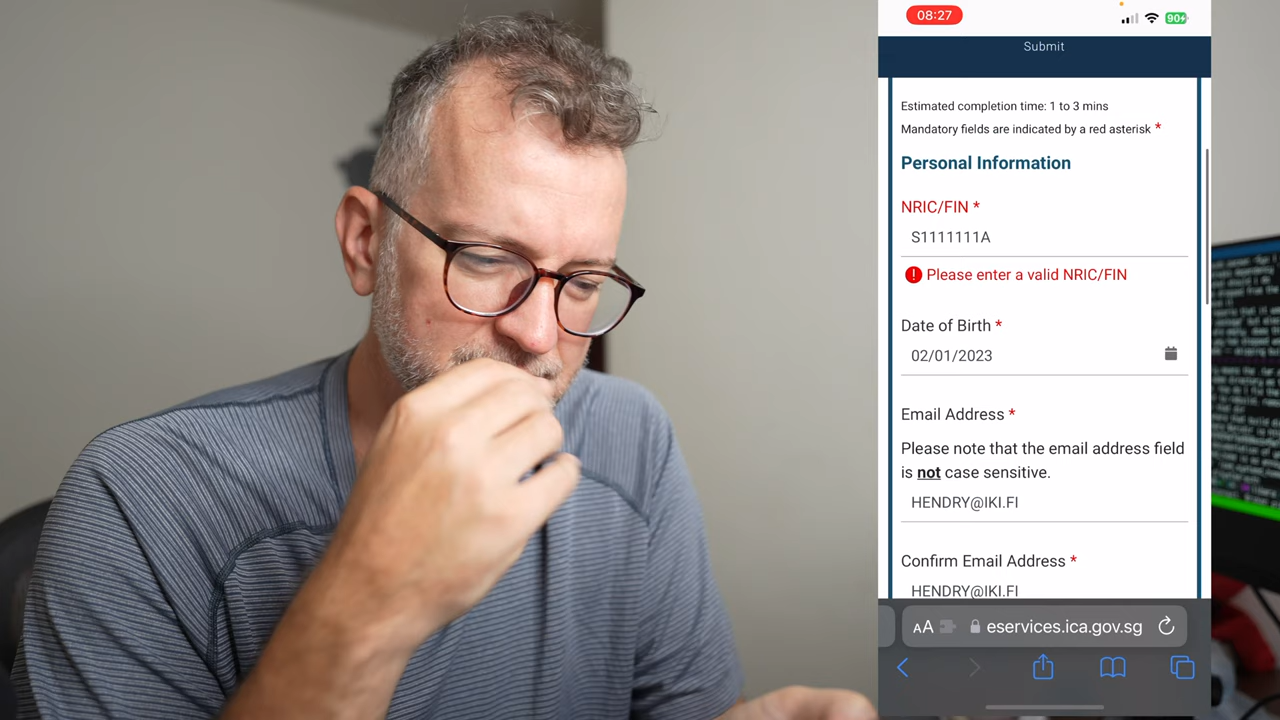 08:27
90
Submit
Estimated completion time: 1 to 3 mins
Mandatory fields are indicated by a red asterisk *
Personal Information
NRIC/FIN *
S1111111A
! Please enter a valid NRIC/FIN
Date of Birth *
02/01/2023
Email Address *
Please note that the email address field
is not case sensitive.
HENDRY@IKI.FI
Confirm Email Address *
HENDRY@IKI.FI
AA
eservices.ica.gov.sg